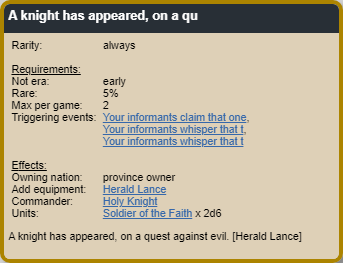 A knight has appeared, on a qu
Rarity: always
Requirements:
Not era: early
Rare: 5%
Max per game: 2
Triggering events: Your informants claim that one,
Your informants whisper that t,
Your informants whisper that t
Effects:
Owning nation: province owner
Add equipment: Herald Lance
Commander: Holy Knight
Units: Soldier of the Faith x 2d6
A knight has appeared, on a quest against evil. [Herald Lance]